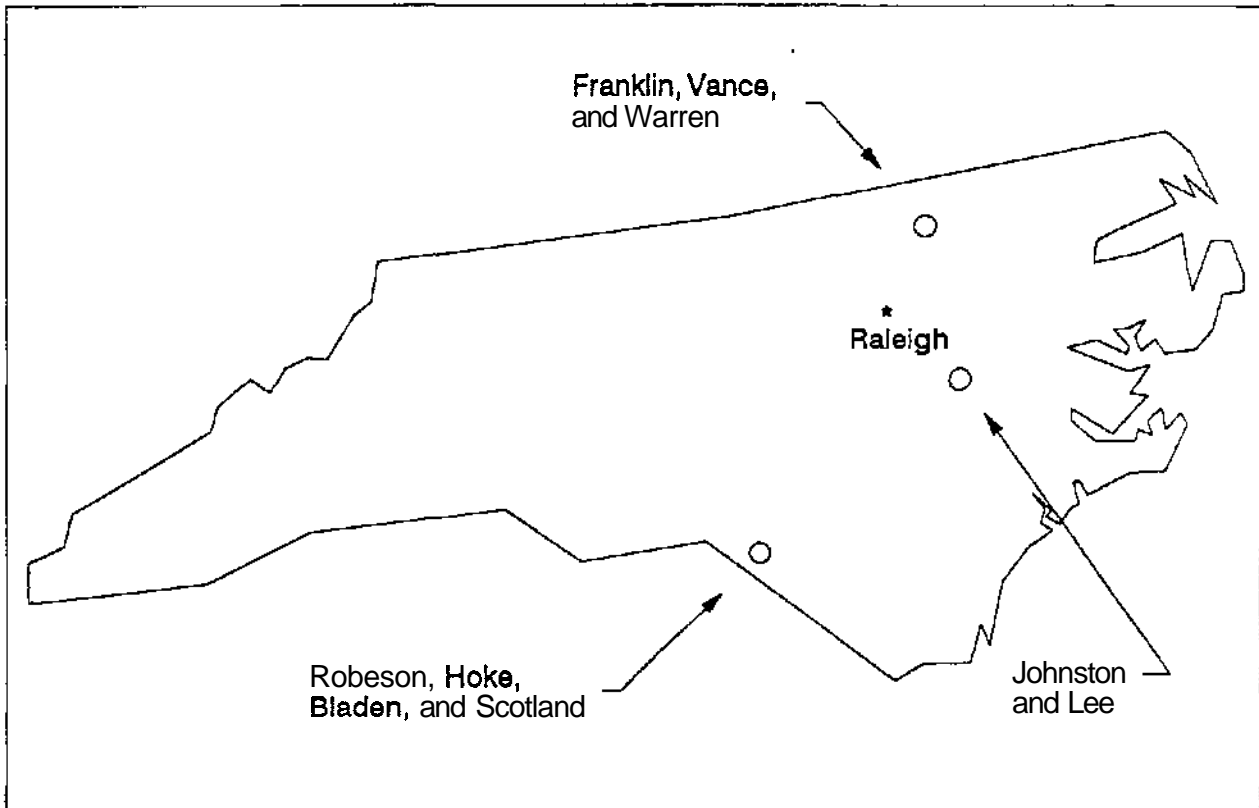 Franklin, Vance,
and Warren
Raleigh
Robeson, Hoke,
Bladen, and Scotland
Johnston
and Lee